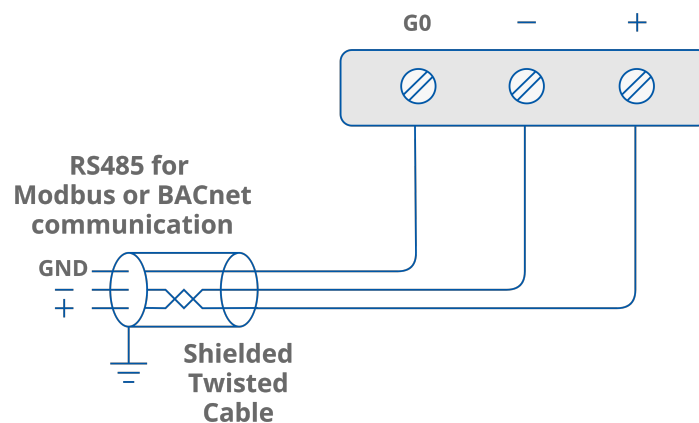 G0 − +
RS485 for
Modbus or BACnet
communication
GND
−
+
Shielded
Twisted
Cable